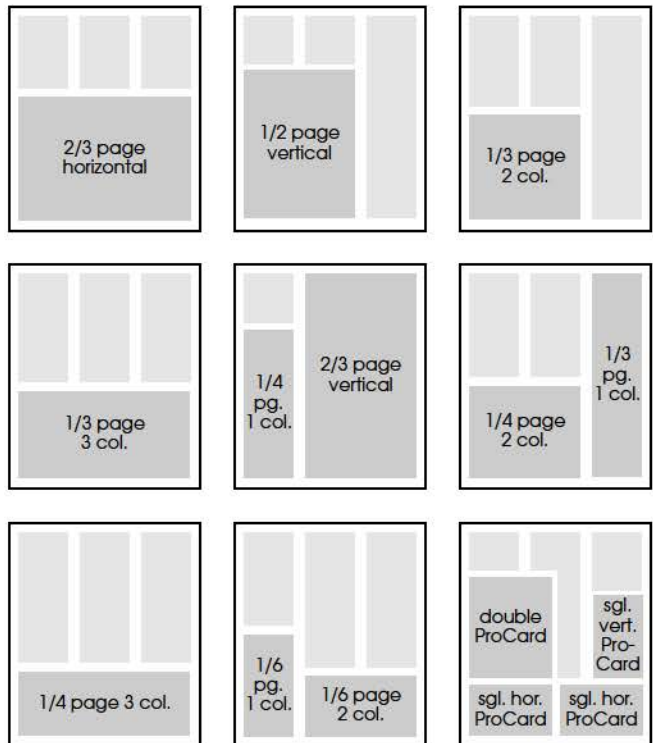 2/3 page
horizontal
1/2 page
vertical
1/3 page
2 col.
1/3 page
3 col.
1/4
pg.
1 col.
2/3 page
vertical
1/4 page
2 col.
1/3
pg.
1 col.
1/4 page 3 col.
1/6
pg.
1 col.
1/6 page
2 col.
double
ProCard
sgl.
vert.
Pro-
Card
sgl. hor.
ProCard
sgl. hor.
ProCard